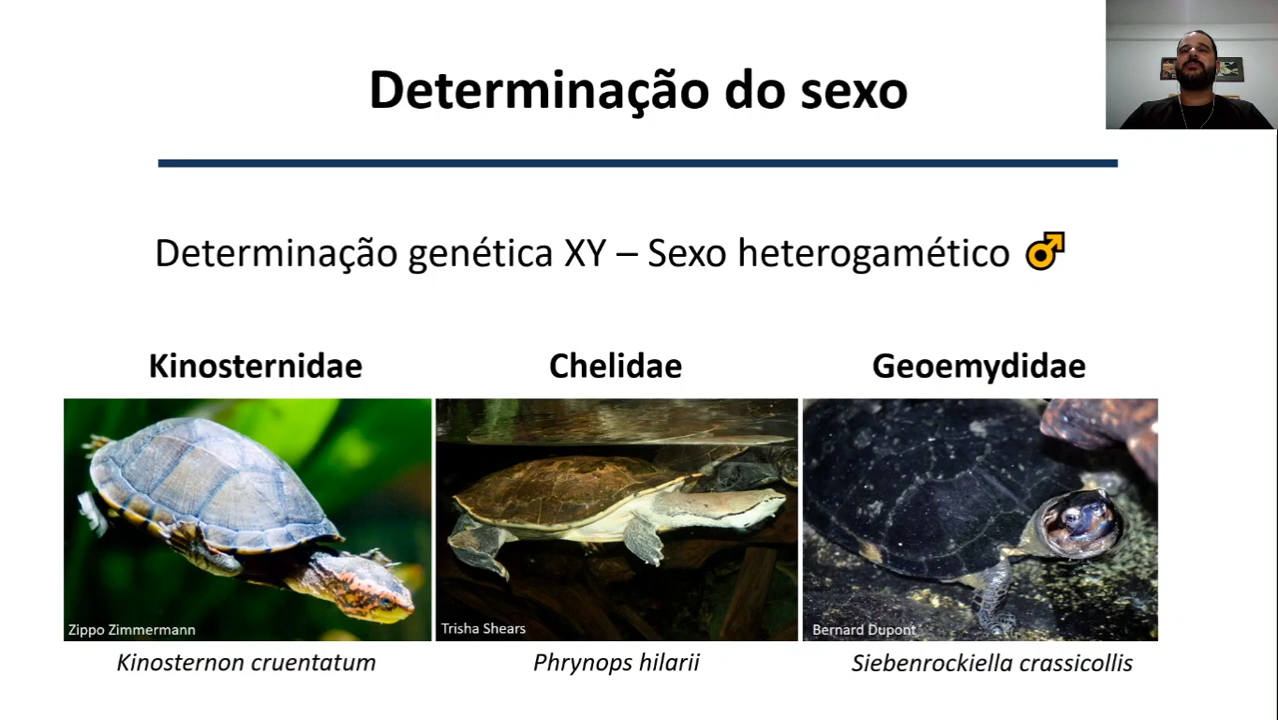 Determinação do sexo
Determinação genética XY – Sexo heterogamético ♂
Kinosternidae
Chelidae
Geoemydidae
Zippo Zimmermann
Trisha Shears
Bernard Dupont
Kinosternon cruentatum
Phrynops hilarii
Siebenrockiella crassicollis